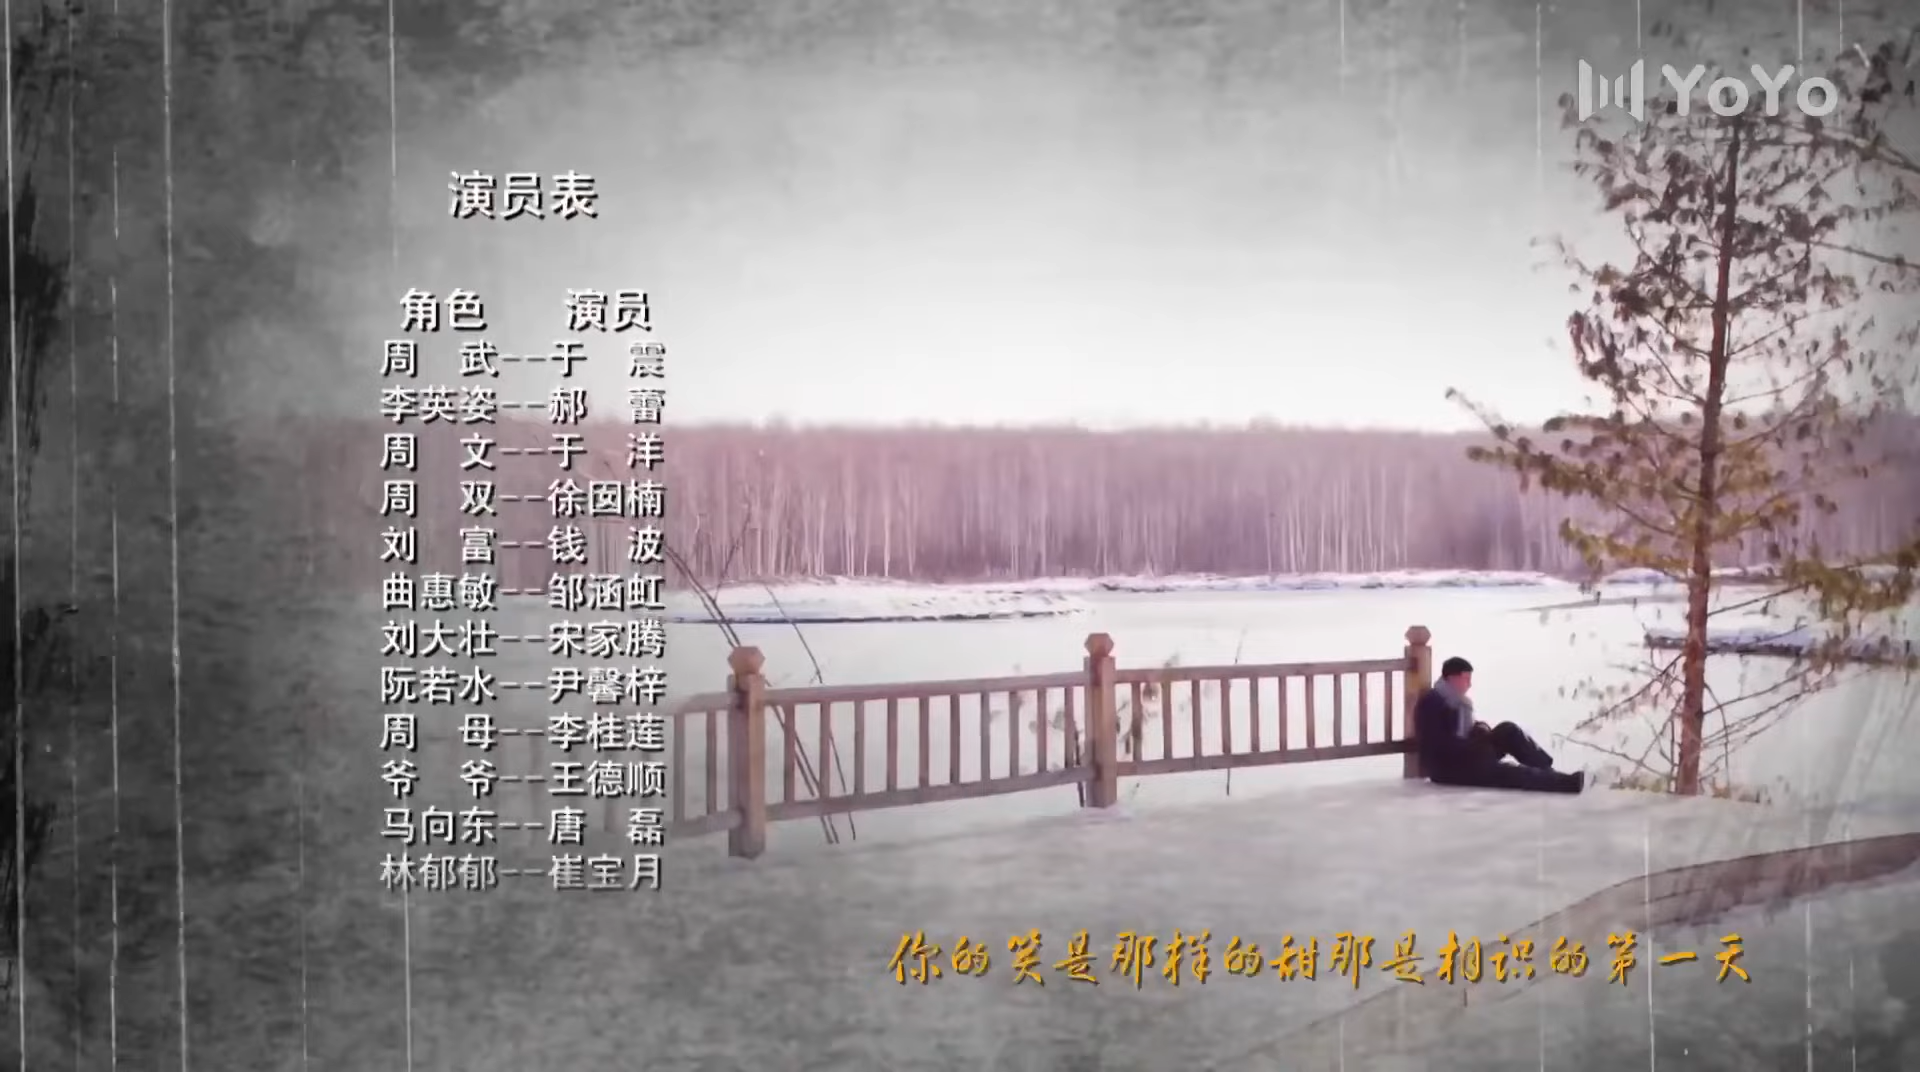 YoYo
演员表
角色 演员
周 武--于 震
李英姿--郝 蕾
周 文--于 洋
周 双--徐囡楠
刘 富--钱 波
曲惠敏--邹涵虹
刘大壮--宋家腾
阮若水--尹馨梓
周 母--李桂莲
爷 爷--王德顺
马向东--唐 磊
林郁郁--崔宝月
你的笑是那样的甜那是相识的第一天